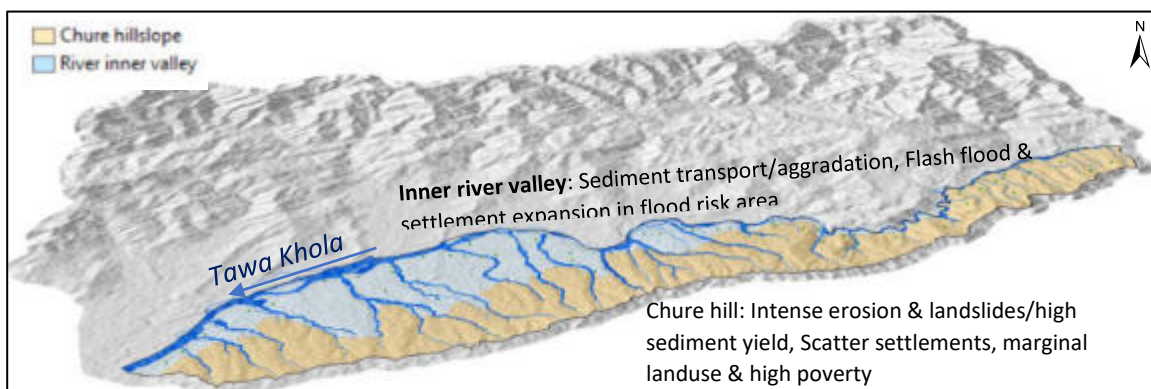 Chure hillslope
River inner valley
N
Inner river valley: Sediment transport/aggradation, Flash flood &
settlement expansion in flood risk area
Tawa Khola
Chure hill: Intense erosion & landslides/high
sediment yield, Scatter settlements, marginal
landuse & high poverty